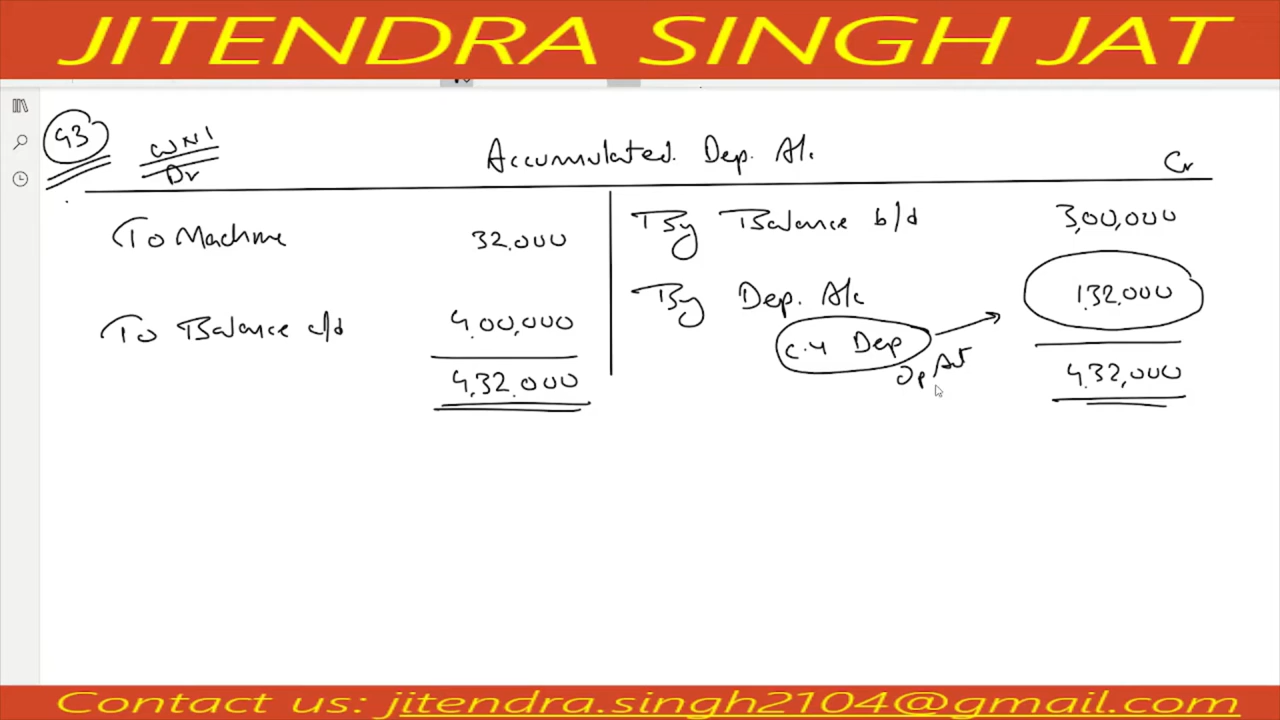 JITENDRA SINGH JAT
43
WN1
Dr Accumulated Dep. A/c. Cr
To Machine 32,000 By Balance b/d 3,00,000
By Dep. A/c 132,000
To Balance c/d 4,00,000
C.Y Dep
Op Act
4,32,000 4,32,000
Contact us: jitendra.singh2104@gmail.com